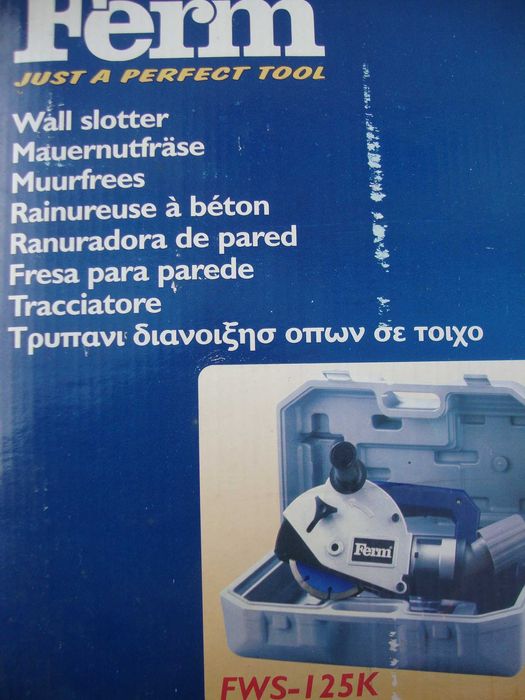 Ferm
JUST A PERFECT TOOL
Wall slotter
Mauernutfräse
Muurfrees
Rainureuse à béton
Ranuradora de pared
Fresa para parede
Tracciatore
Τρυπανι διανοιξησ οπων σε τοιχο
Ferm
FWS-125K